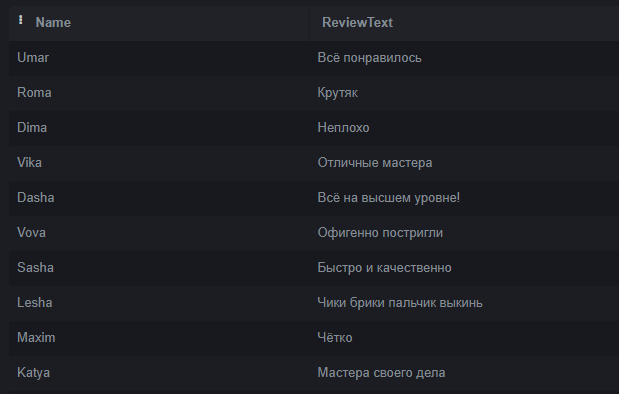 Name ReviewText
Umar Всё понравилось
Roma Крутяк
Dima Неплохо
Vika Отличные мастера
Dasha Всё на высшем уровне!
Vova Офигенно постригли
Sasha Быстро и качественно
Lesha Чики брики пальчик выкинь
Maxim Чётко
Katya Мастера своего дела